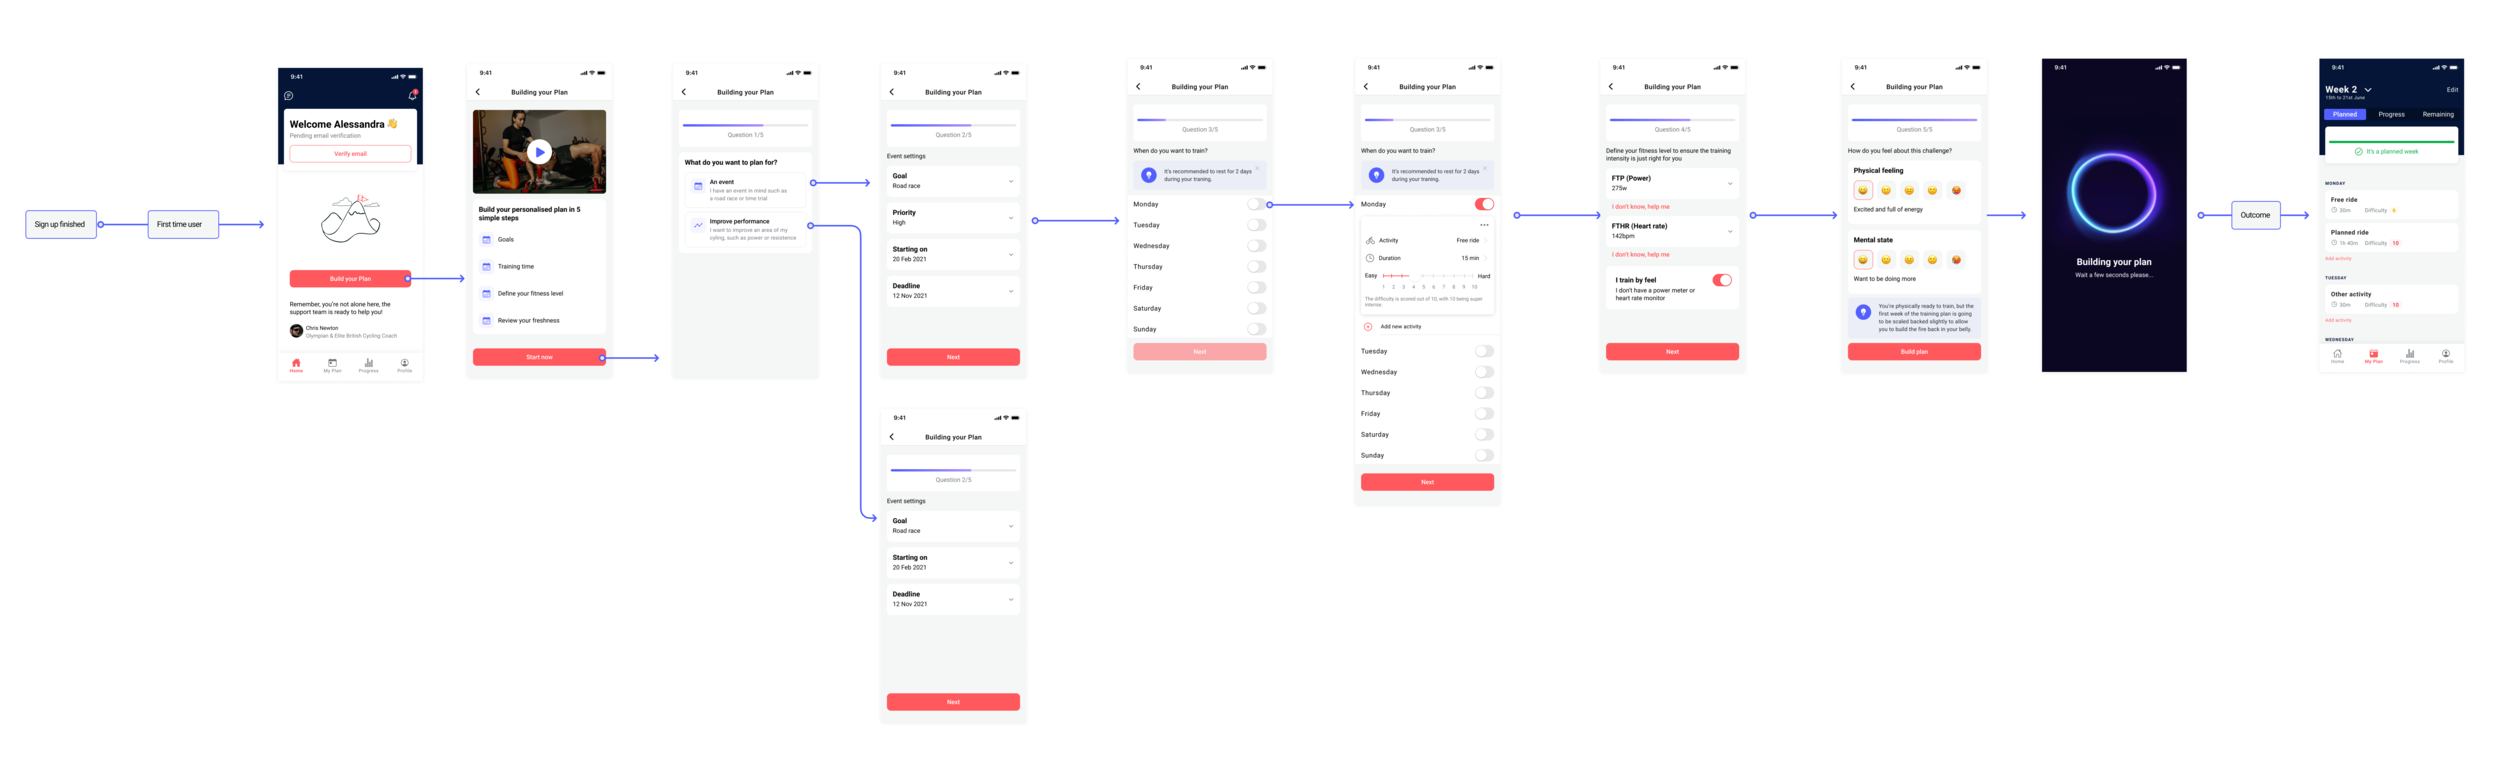 Sign up finished
First time user
9:41
1
Welcome Alessandra 👋
Pending email verification
Verify email
Build your Plan
Remember, you're not alone here, the
support team is ready to help you!
Chris Newton
Olympian & Elite British Cycling Coach
Home
My Plan
Progress
Profile
9:41
Building your Plan
Build your personalised plan in 5
simple steps
Goals
Training time
Define your fitness level
Review your freshness
Start now
9:41
Building your Plan
Question 1/5
What do you want to plan for?
An event
I have an event in mind such as
a road race or time trial
Improve performance
I want to improve an area of my
cyling, such as power or resistence
9:41
Building your Plan
Question 2/5
Event settings
Goal
Road race
Priority
High
Starting on
20 Feb 2021
Deadline
12 Nov 2021
Next
9:41
Building your Plan
Question 2/5
Event settings
Goal
Road race
Starting on
20 Feb 2021
Deadline
12 Nov 2021
Next
9:41
Building your Plan
Question 3/5
When do you want to train?
It's recommended to rest for 2 days
during your traning.
Monday
Tuesday
Wednesday
Thursday
Friday
Saturday
Sunday
Next
9:41
Building your Plan
Question 3/5
When do you want to train?
It's recommended to rest for 2 days
during your traning.
Monday
Activity Free ride
Duration 15 min
Easy Hard
1 2 3 4 5 6 7 8 9 10
The difficulty is scored out of 10, with 10 being super
intense.
Add new activity
Tuesday
Wednesday
Thursday
Friday
Saturday
Sunday
Next
9:41
Building your Plan
Question 4/5
Define your fitness level to ensure the training
intensity is just right for you
FTP (Power)
275w
I don't know, help me
FTHR (Heart rate)
142bpm
I don't know, help me
I train by feel
I don't have a power meter or
heart rate monitor
Next
9:41
Building your Plan
Question 5/5
How do you feel about this challenge?
Physical feeling
Excited and full of energy
Mental state
Want to be doing more
You're physically ready to train, but the
first week of the training plan is going
to be scaled backed slightly to allow
you to build the fire back in your belly.
Build plan
9:41
Building your plan
Wait a few seconds please...
Outcome
9:41
Week 2
15th to 21st June
Edit
Planned
Progress
Remaining
It's a planned week
MONDAY
Free ride
30m Difficulty
Planned ride
1h 40m Difficulty 10
Add activity
TUESDAY
Other activity
30m Difficulty 10
Add activity
WEDNESDAY
Home
My Plan
Progress
Profile